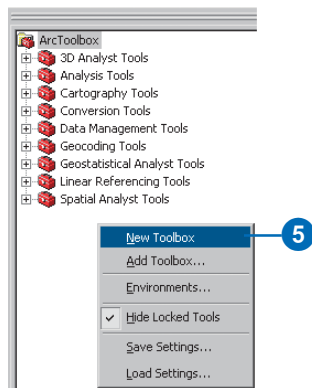 ArcToolbox
3D Analyst Tools
Analysis Tools
Cartography Tools
Conversion Tools
Data Management Tools
Geocoding Tools
Geostatistical Analyst Tools
Linear Referencing Tools
Spatial Analyst Tools
New Toolbox
5
Add Toolbox...
Environments...
Hide Locked Tools
Save Settings...
Load Settings...